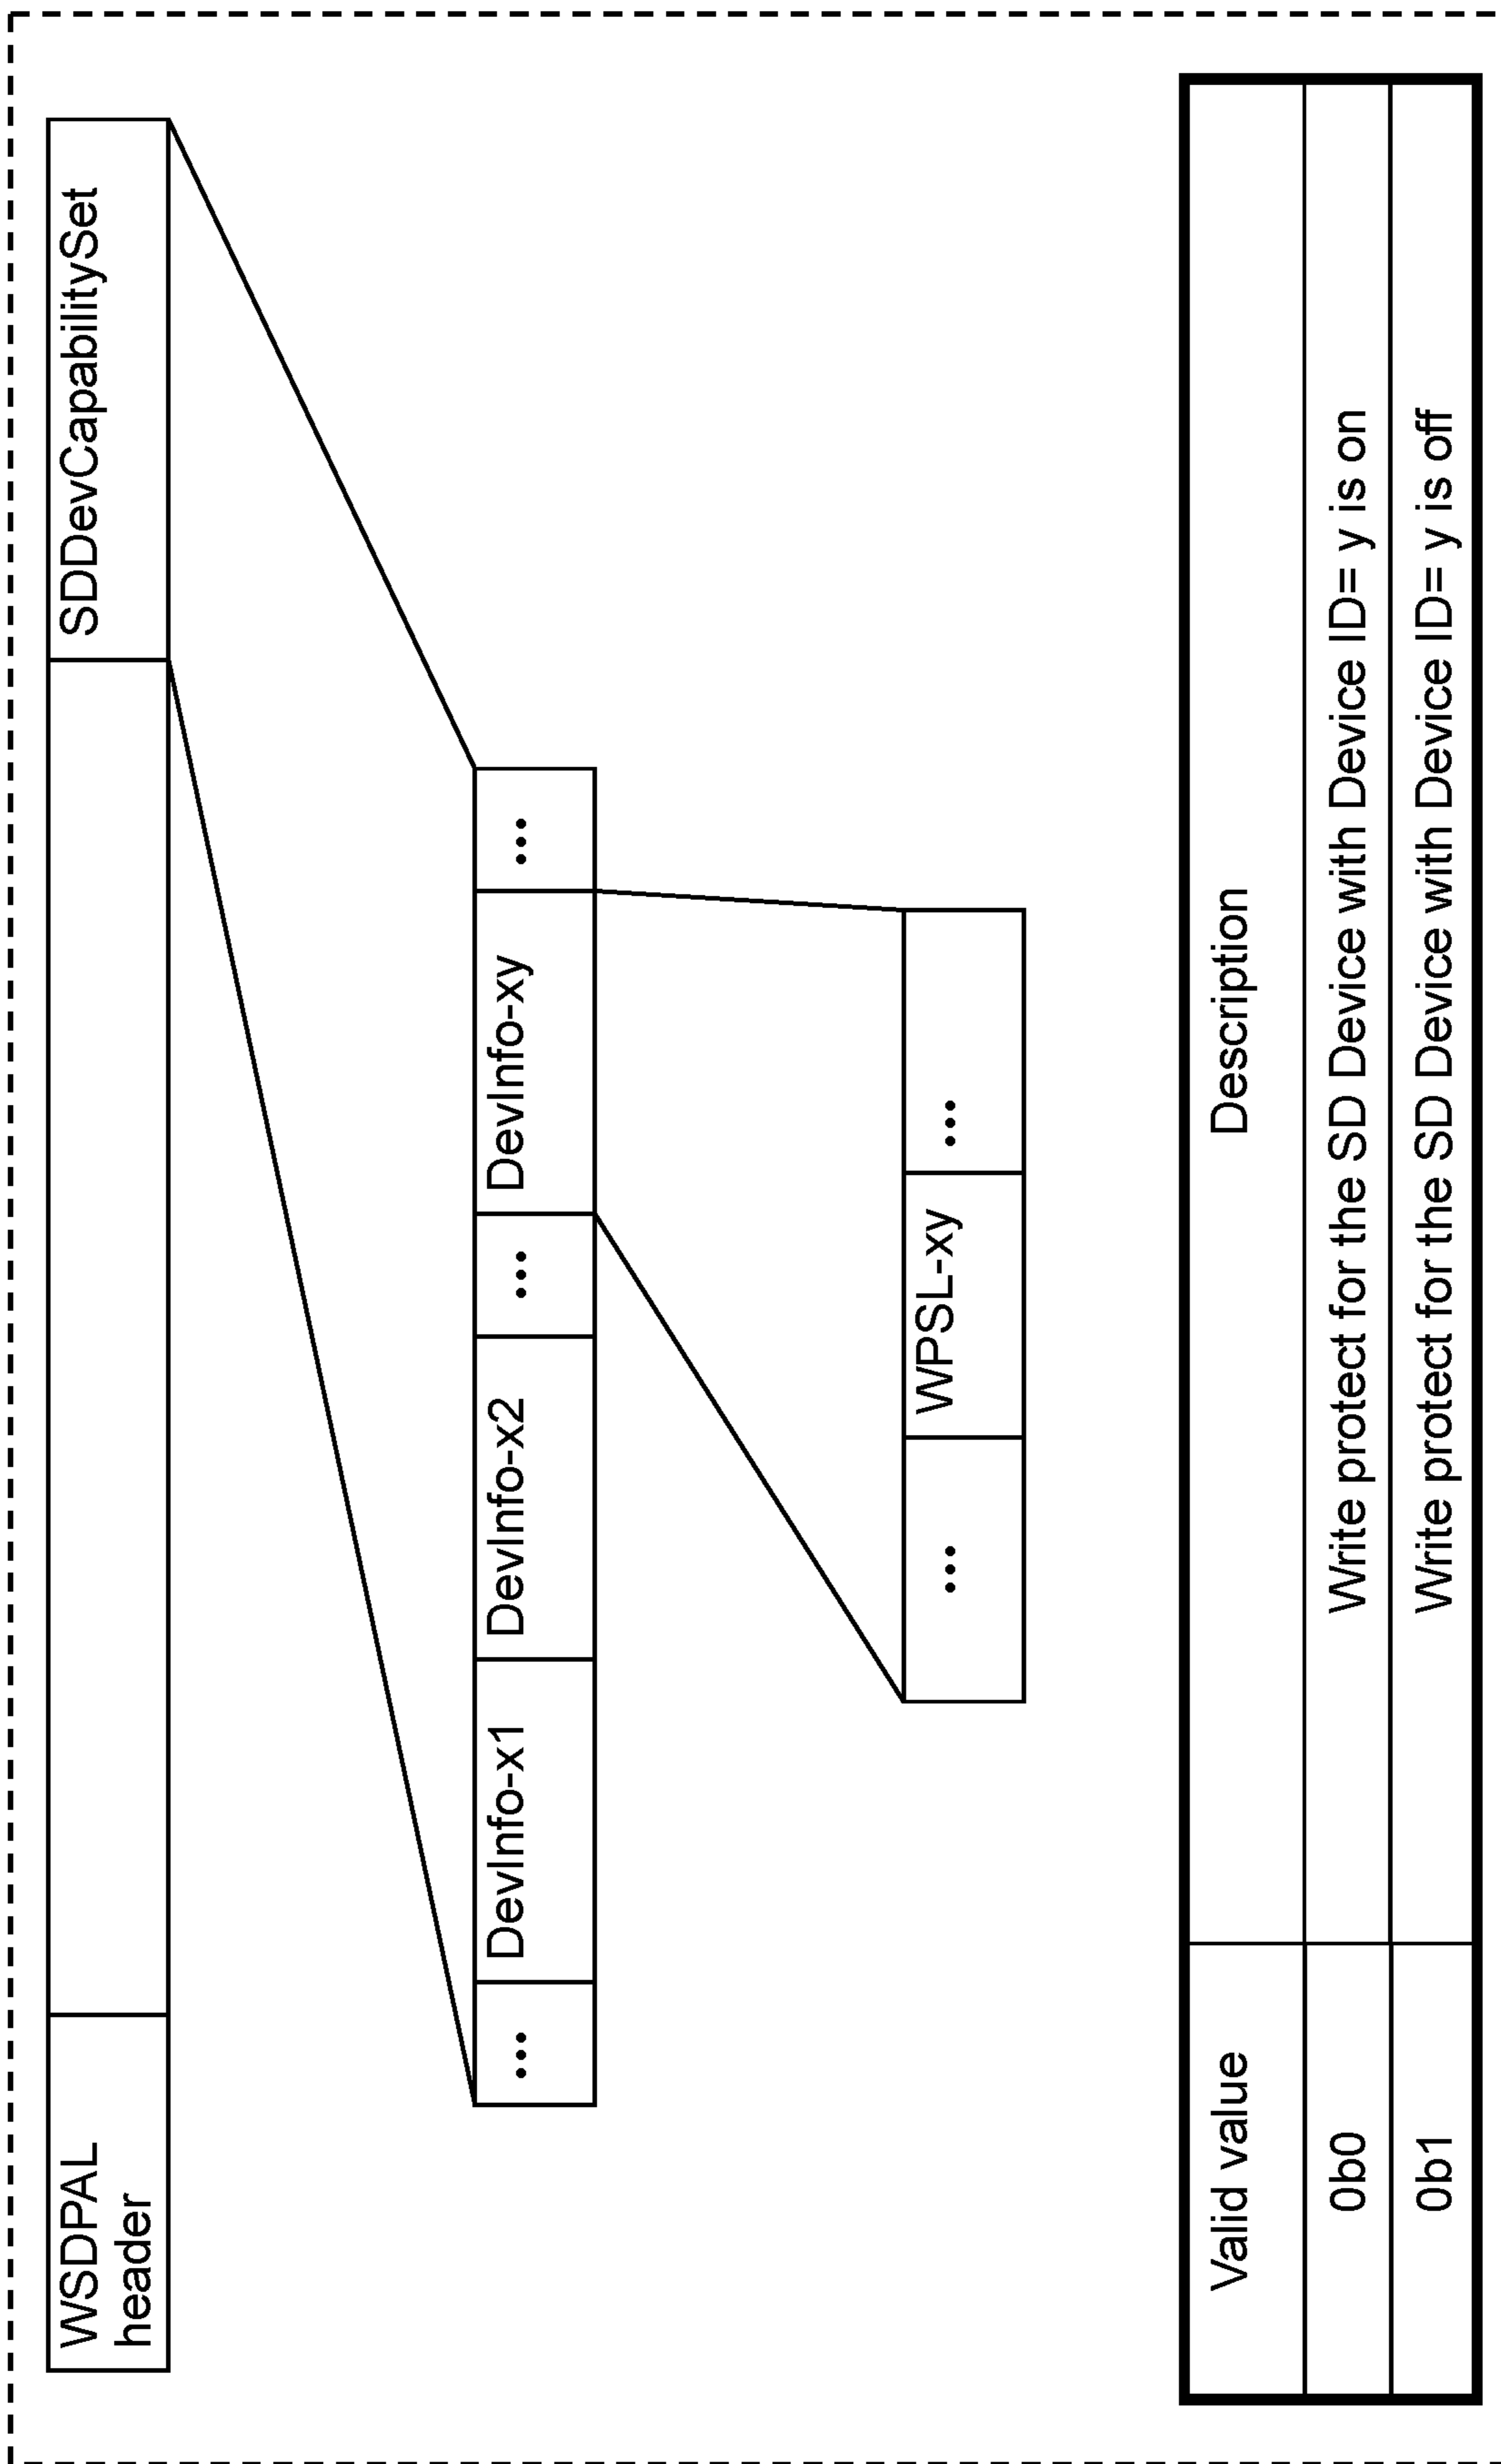 WSDPAL
header
SDDevCapabilitySet
...
DevInfo-x1
DevInfo-x2
...
DevInfo-xy
...
...
WPSL-xy
...
Valid value
Description
0b0
Write protect for the SD Device with Device ID= y is on
0b1
Write protect for the SD Device with Device ID= y is off